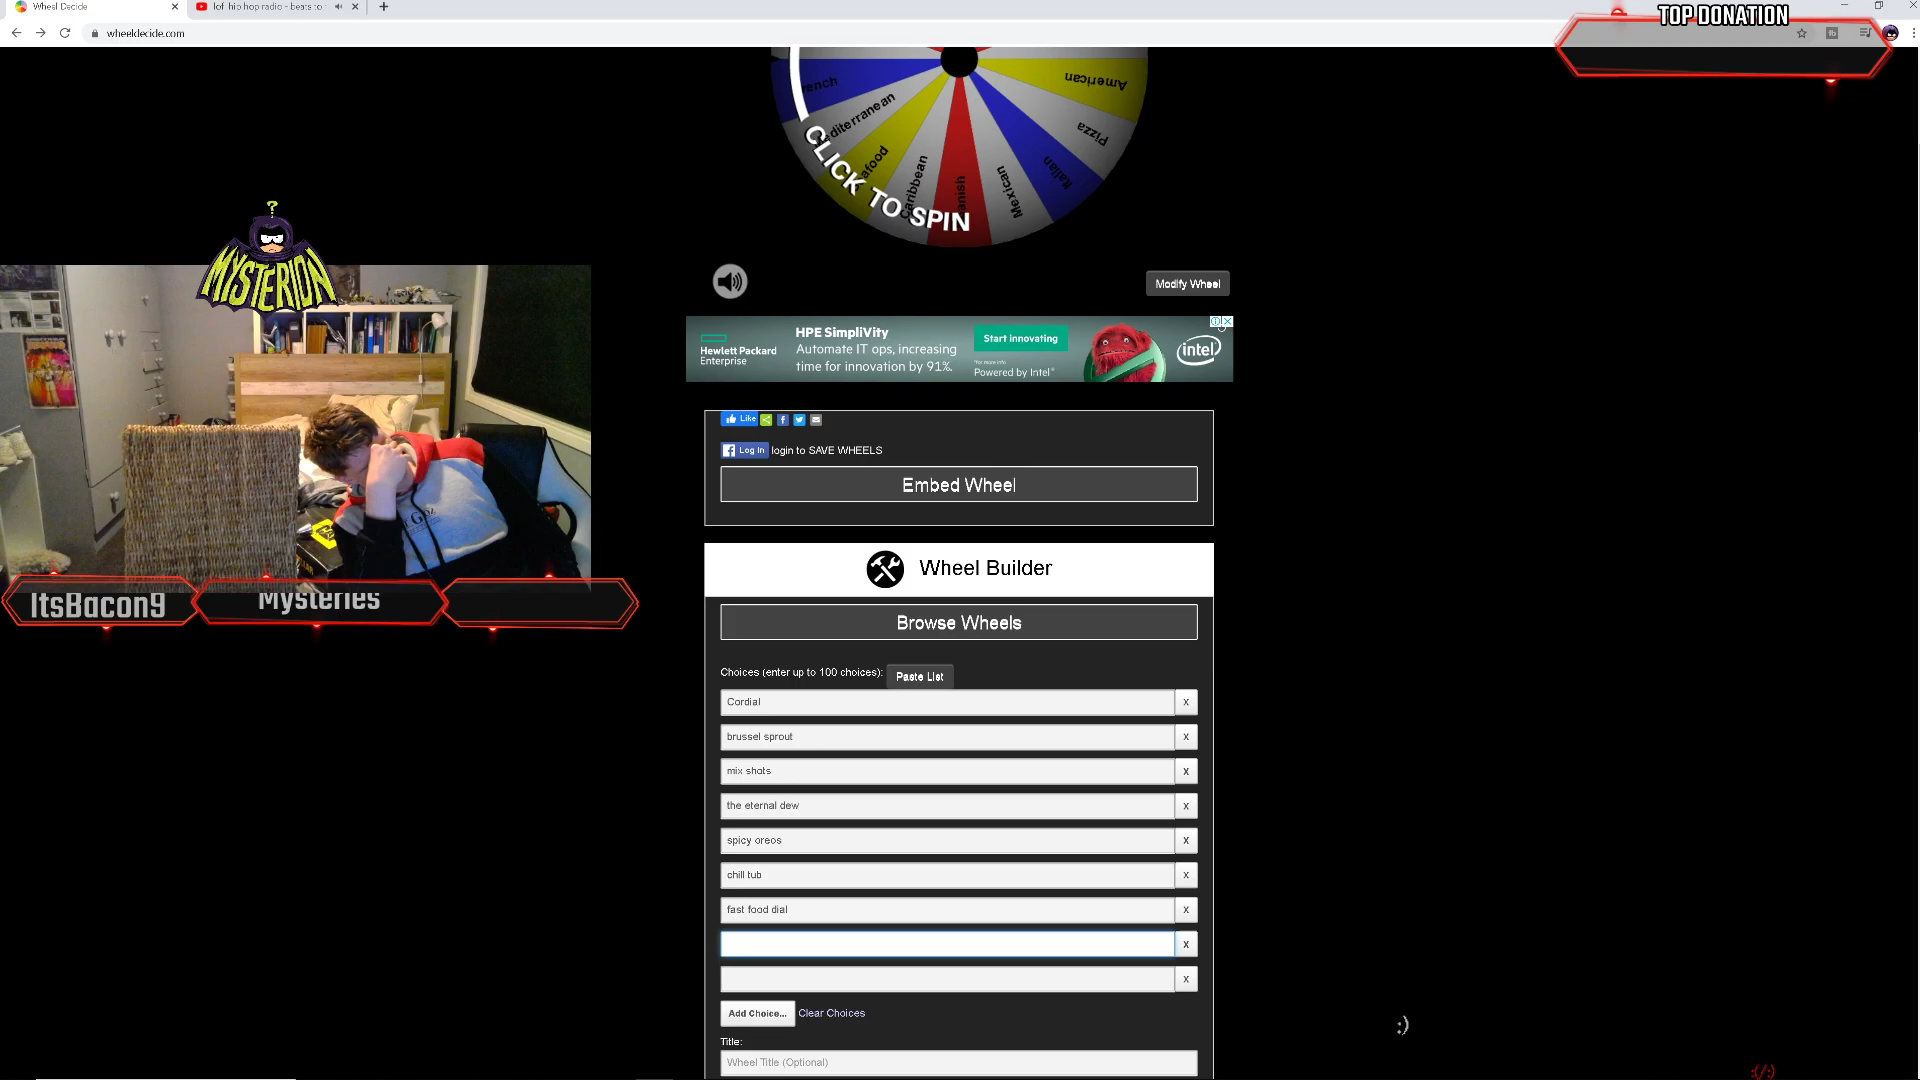 Wheel Decide
lofi hip hop radio - beats to
TOP DONATION
wheeldecide.com
American
Pizza
Italian
Mexican
Caribbean
CLICK TO SPIN
?
MYSTERION
Modify Wheel
Hewlett Packard
Enterprise
HPE SimpliVity
Automate IT ops, increasing
time for innovation by 91%.
Start innovating
Powered by Intel®
intel
Like
Log In login to SAVE WHEELS
Embed Wheel
Wheel Builder
Browse Wheels
Choices (enter up to 100 choices): Paste List
Cordial X
brussel sprout X
mix shots X
the eternal dew X
spicy oreos X
chill tub X
fast food dial X
X
X
Add Choice... Clear Choices
Title:
Wheel Title (Optional)
ItsBacon9
Mysteries
:)
:/:)